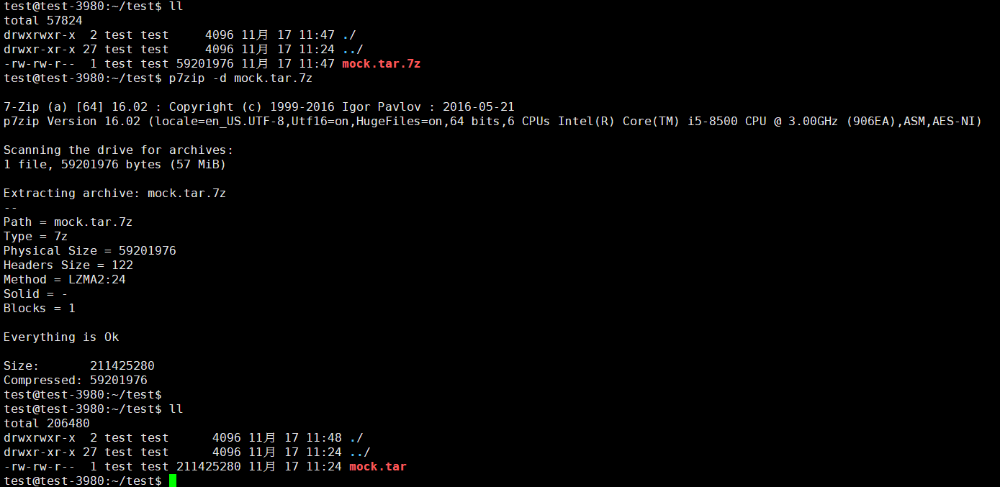 test@test-3980:~/test$ ll
total 57824
drwxrwxr-x  2 test test     4096 11月 17 11:47 ./
drwxr-xr-x 27 test test     4096 11月 17 11:24 ../
-rw-rw-r--  1 test test 59201976 11月 17 11:47 mock.tar.7z
test@test-3980:~/test$ p7zip -d mock.tar.7z
7-Zip (a) [64] 16.02 : Copyright (c) 1999-2016 Igor Pavlov : 2016-05-21
p7zip Version 16.02 (locale=en_US.UTF-8,Utf16=on,HugeFiles=on,64 bits,6 CPUs Intel(R) Core(TM) i5-8500 CPU @ 3.00GHz (906EA),ASM,AES-NI)
Scanning the drive for archives:
1 file, 59201976 bytes (57 MiB)
Extracting archive: mock.tar.7z
--
Path = mock.tar.7z
Type = 7z
Physical Size = 59201976
Headers Size = 122
Method = LZMA2:24
Solid = -
Blocks = 1
Everything is Ok
Size:       211425280
Compressed: 59201976
test@test-3980:~/test$
test@test-3980:~/test$ ll
total 206480
drwxrwxr-x  2 test test      4096 11月 17 11:48 ./
drwxr-xr-x 27 test test      4096 11月 17 11:24 ../
-rw-rw-r--  1 test test 211425280 11月 17 11:24 mock.tar
test@test-3980:~/test$